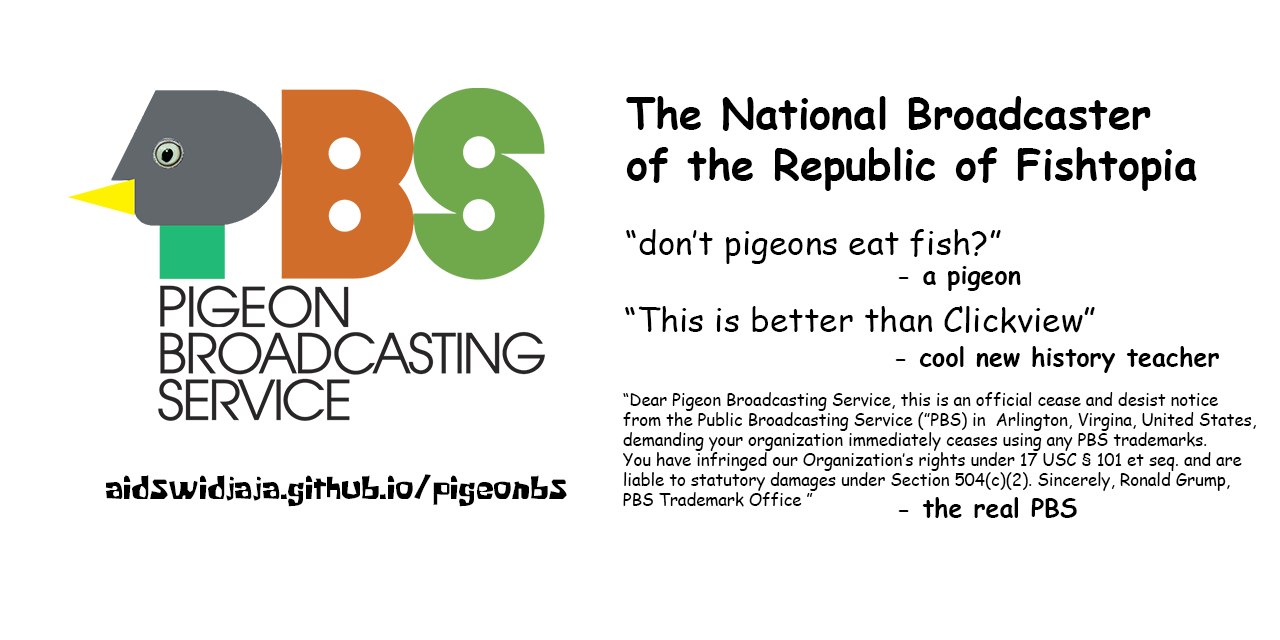 PBS
PIGEON
BROADCASTING
SERVICE
aidswidjaja.github.io/pigeonbs
The National Broadcaster
of the Republic of Fishtopia
“don’t pigeons eat fish?”
- a pigeon
“This is better than Clickview”
- cool new history teacher
“Dear Pigeon Broadcasting Service, this is an official cease and desist notice
from the Public Broadcasting Service (”PBS) in  Arlington, Virgina, United States,
demanding your organization immediately ceases using any PBS trademarks.
You have infringed our Organization’s rights under 17 USC § 101 et seq. and are
liable to statutory damages under Section 504(c)(2). Sincerely, Ronald Grump,
PBS Trademark Office ”
- the real PBS